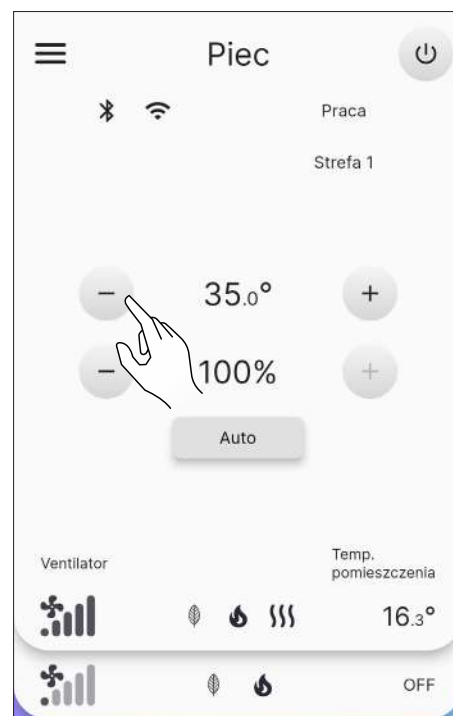 Piec
Praca
Strefa 1
− 35.0° +
− 100% +
Auto
Ventilator
Temp.
pomieszczenia
16.3°
OFF